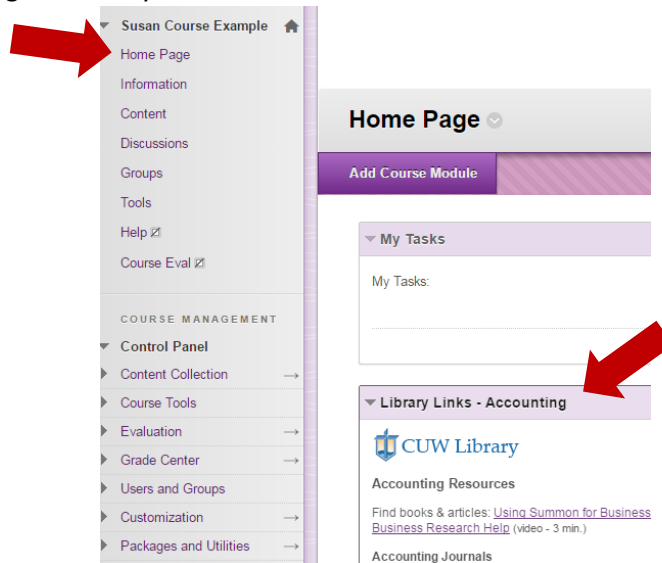 Susan Course Example
Home Page
Information
Content
Discussions
Groups
Tools
Help
Course Eval
COURSE MANAGEMENT
Control Panel
Content Collection
Course Tools
Evaluation
Grade Center
Users and Groups
Customization
Packages and Utilities
Home Page
Add Course Module
My Tasks
My Tasks:
Library Links - Accounting
CUW Library
Accounting Resources
Find books & articles: Using Summon for Business
Business Research Help (video - 3 min.)
Accounting Journals